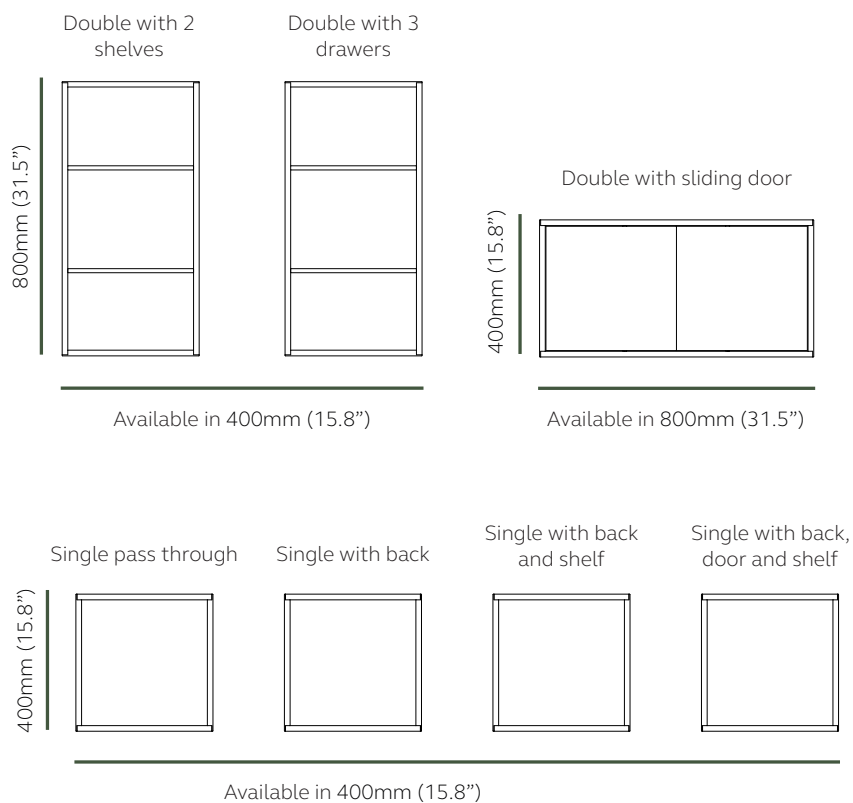 Double with 2
shelves
Double with 3
drawers
800mm (31.5”)
Available in 400mm (15.8”)
Double with sliding door
400mm (15.8”)
Available in 800mm (31.5”)
Single pass through
Single with back
Single with back
and shelf
Single with back,
door and shelf
400mm (15.8”)
Available in 400mm (15.8”)